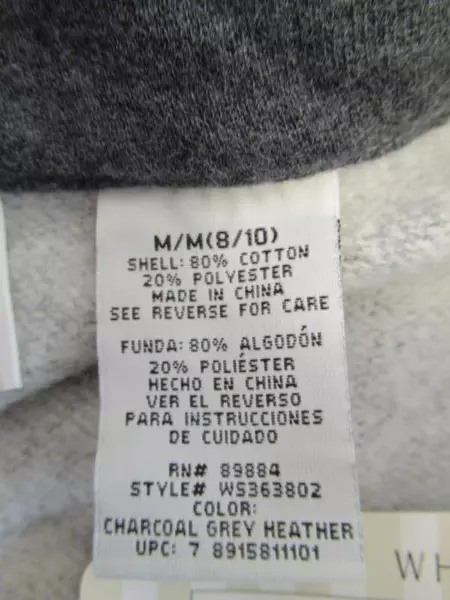 M/M(8/10)
SHELL: 80% COTTON
20% POLYESTER
MADE IN CHINA
SEE REVERSE FOR CARE
FUNDA: 80% ALGODÓN
20% POLIÉSTER
HECHO EN CHINA
VER EL REVERSO
PARA INSTRUCCIONES
DE CUIDADO
RN# 89884
STYLE# WS363802
COLOR:
CHARCOAL GREY HEATHER
UPC: 7 8915811101
WH